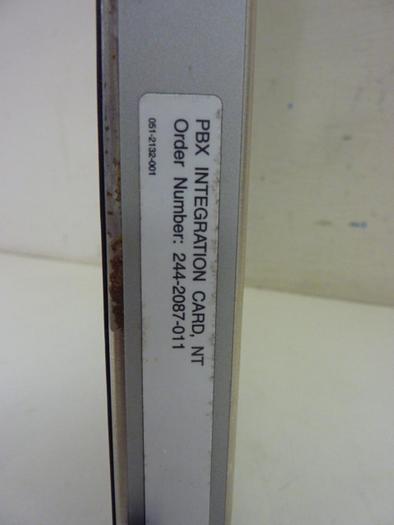 PBX INTEGRATION CARD, NT
Order Number: 244-2087-011
051-2132-001